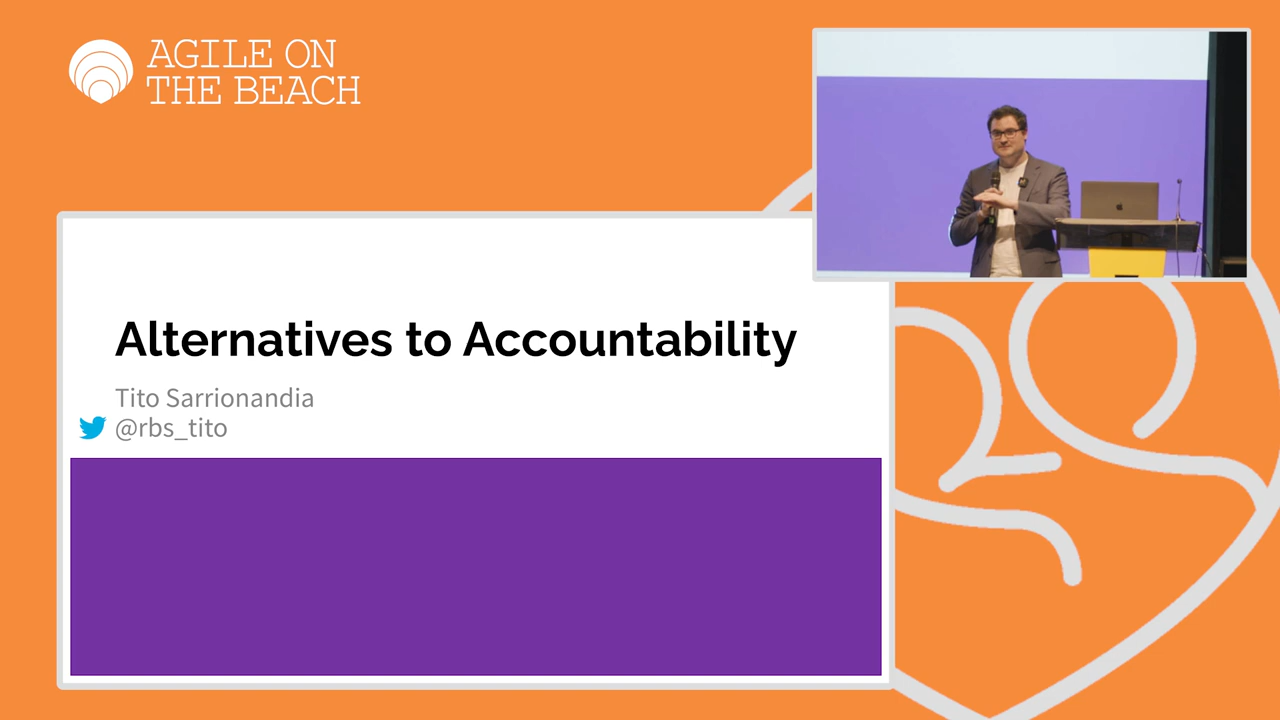 AGILE ON
THE BEACH
Alternatives to Accountability
Tito Sarrionandia
@rbs_tito